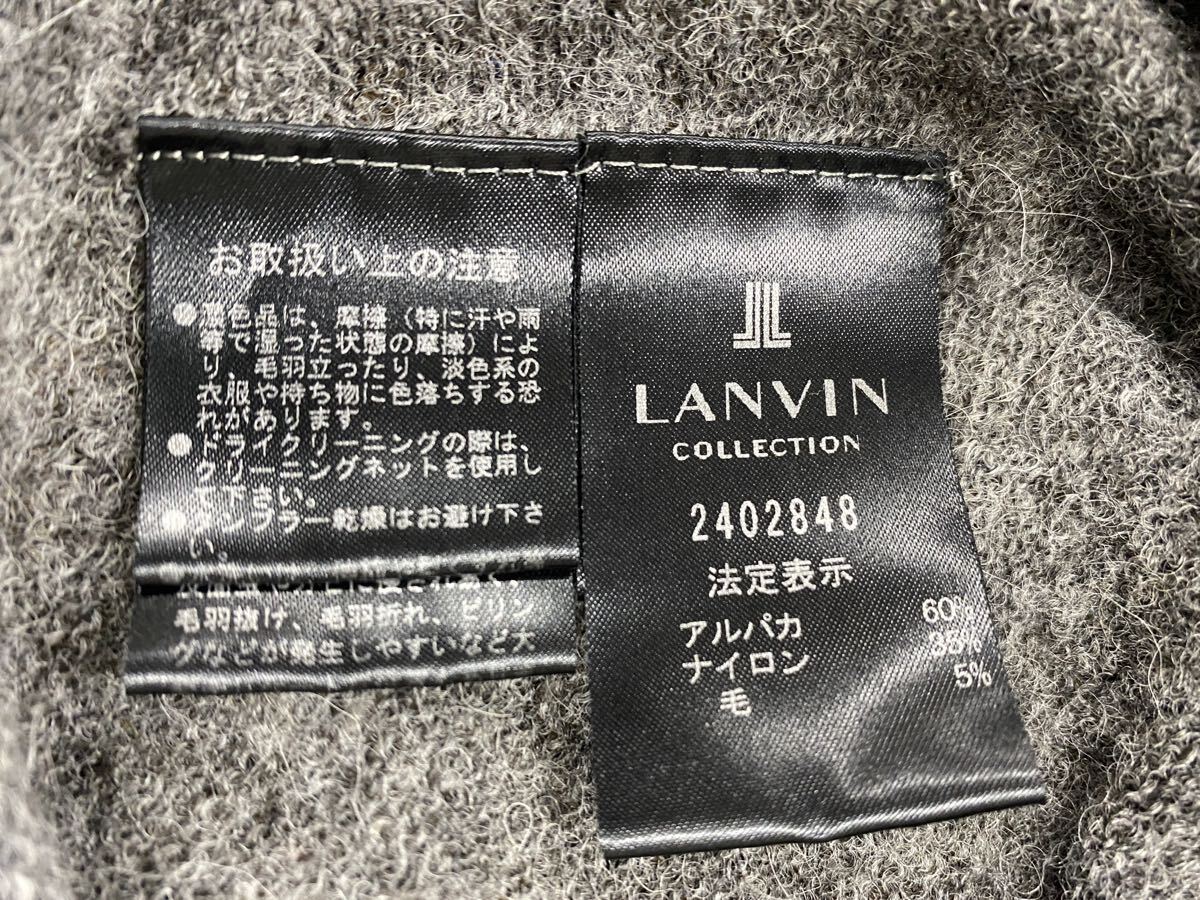 お取扱い上の注意
●濃色品は、摩擦（特に汗や雨
等で湿った状態の摩擦）によ
り、毛羽立ったり、淡色系の
衣服や持ち物に色落ちする恐
れがあります。
●ドライクリーニングの際は、
クリーニングネットを使用し
て下さい。
●タンブラー乾燥はお避け下さ
い。
毛羽抜け、毛羽折れ、ピリン
グなどが発生しやすいなど大
LANVIN
COLLECTION
2402848
法定表示
アルパカ 60%
ナイロン 35%
毛 5%